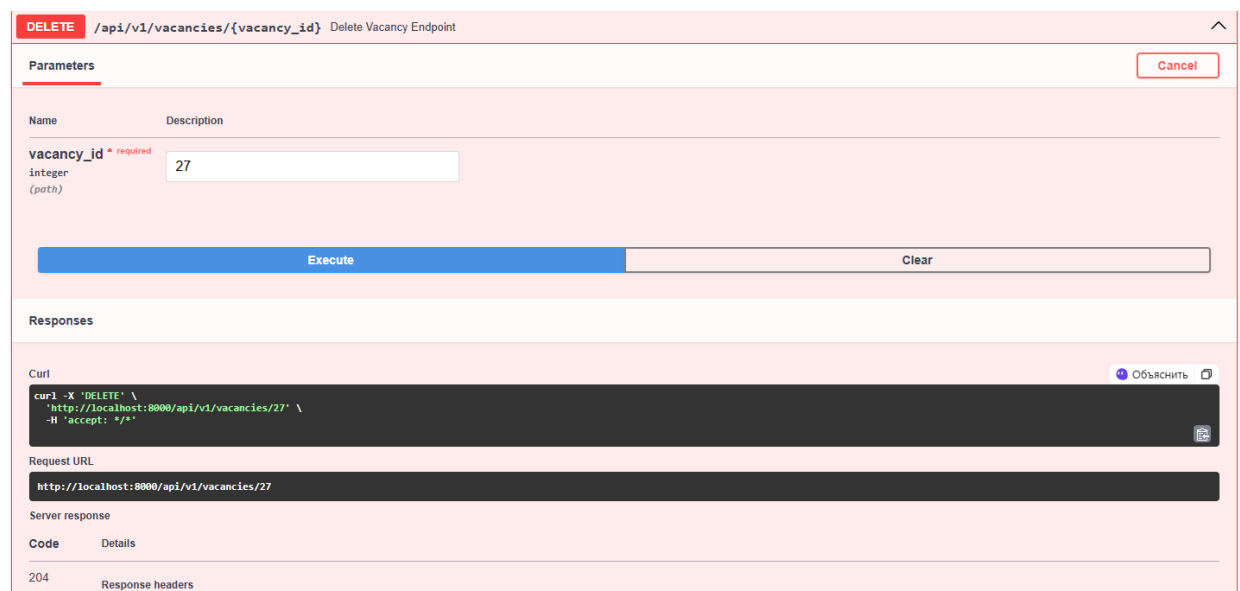 DELETE /api/v1/vacancies/{vacancy_id} Delete Vacancy Endpoint
Parameters Cancel
Name Description
vacancy_id * required
integer
(path)
27
Execute Clear
Responses
Curl Объяснить
curl -X 'DELETE' \
'http://localhost:8000/api/v1/vacancies/27' \
-H 'accept: */*'
Request URL
http://localhost:8000/api/v1/vacancies/27
Server response
Code Details
204 Response headers